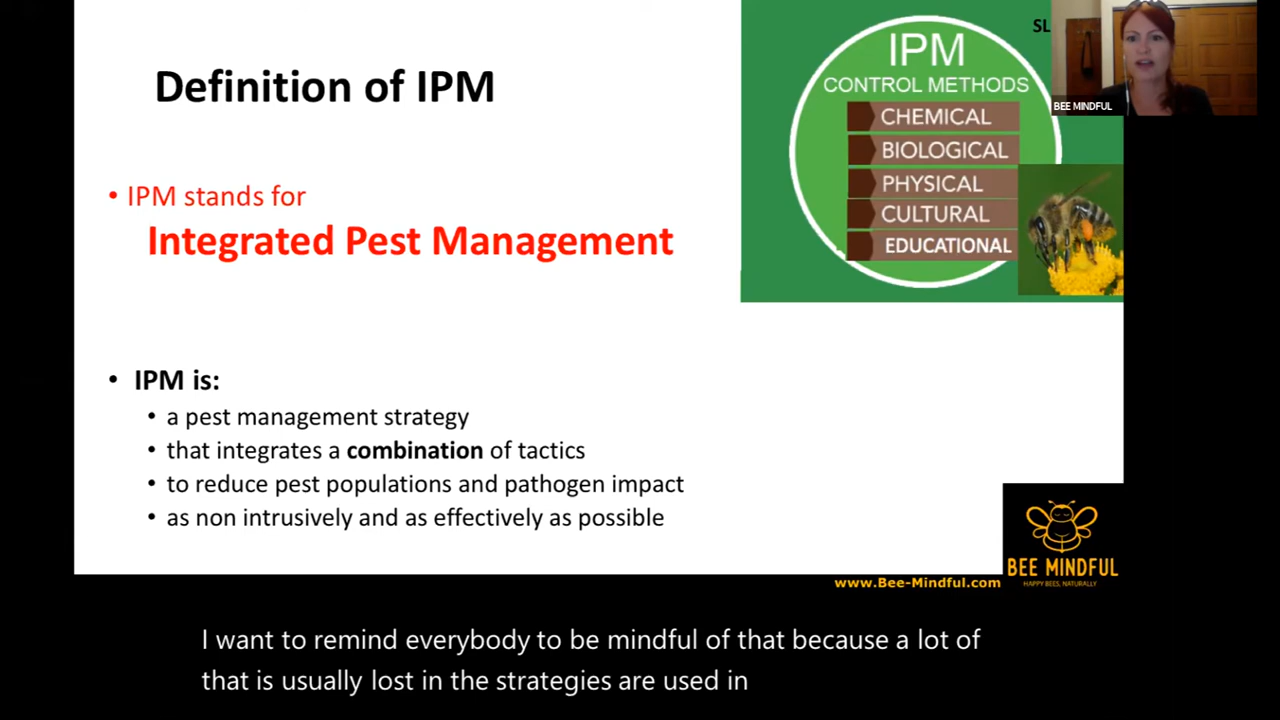 Definition of IPM
• IPM stands for
Integrated Pest Management
• IPM is:
• a pest management strategy
• that integrates a combination of tactics
• to reduce pest populations and pathogen impact
• as non intrusively and as effectively as possible
IPM
CONTROL METHODS
CHEMICAL
BIOLOGICAL
PHYSICAL
CULTURAL
EDUCATIONAL
SL
BEE MINDFUL
BEE MINDFUL
HAPPY BEES, NATURALLY
www.Bee-Mindful.com
I want to remind everybody to be mindful of that because a lot of
that is usually lost in the strategies are used in